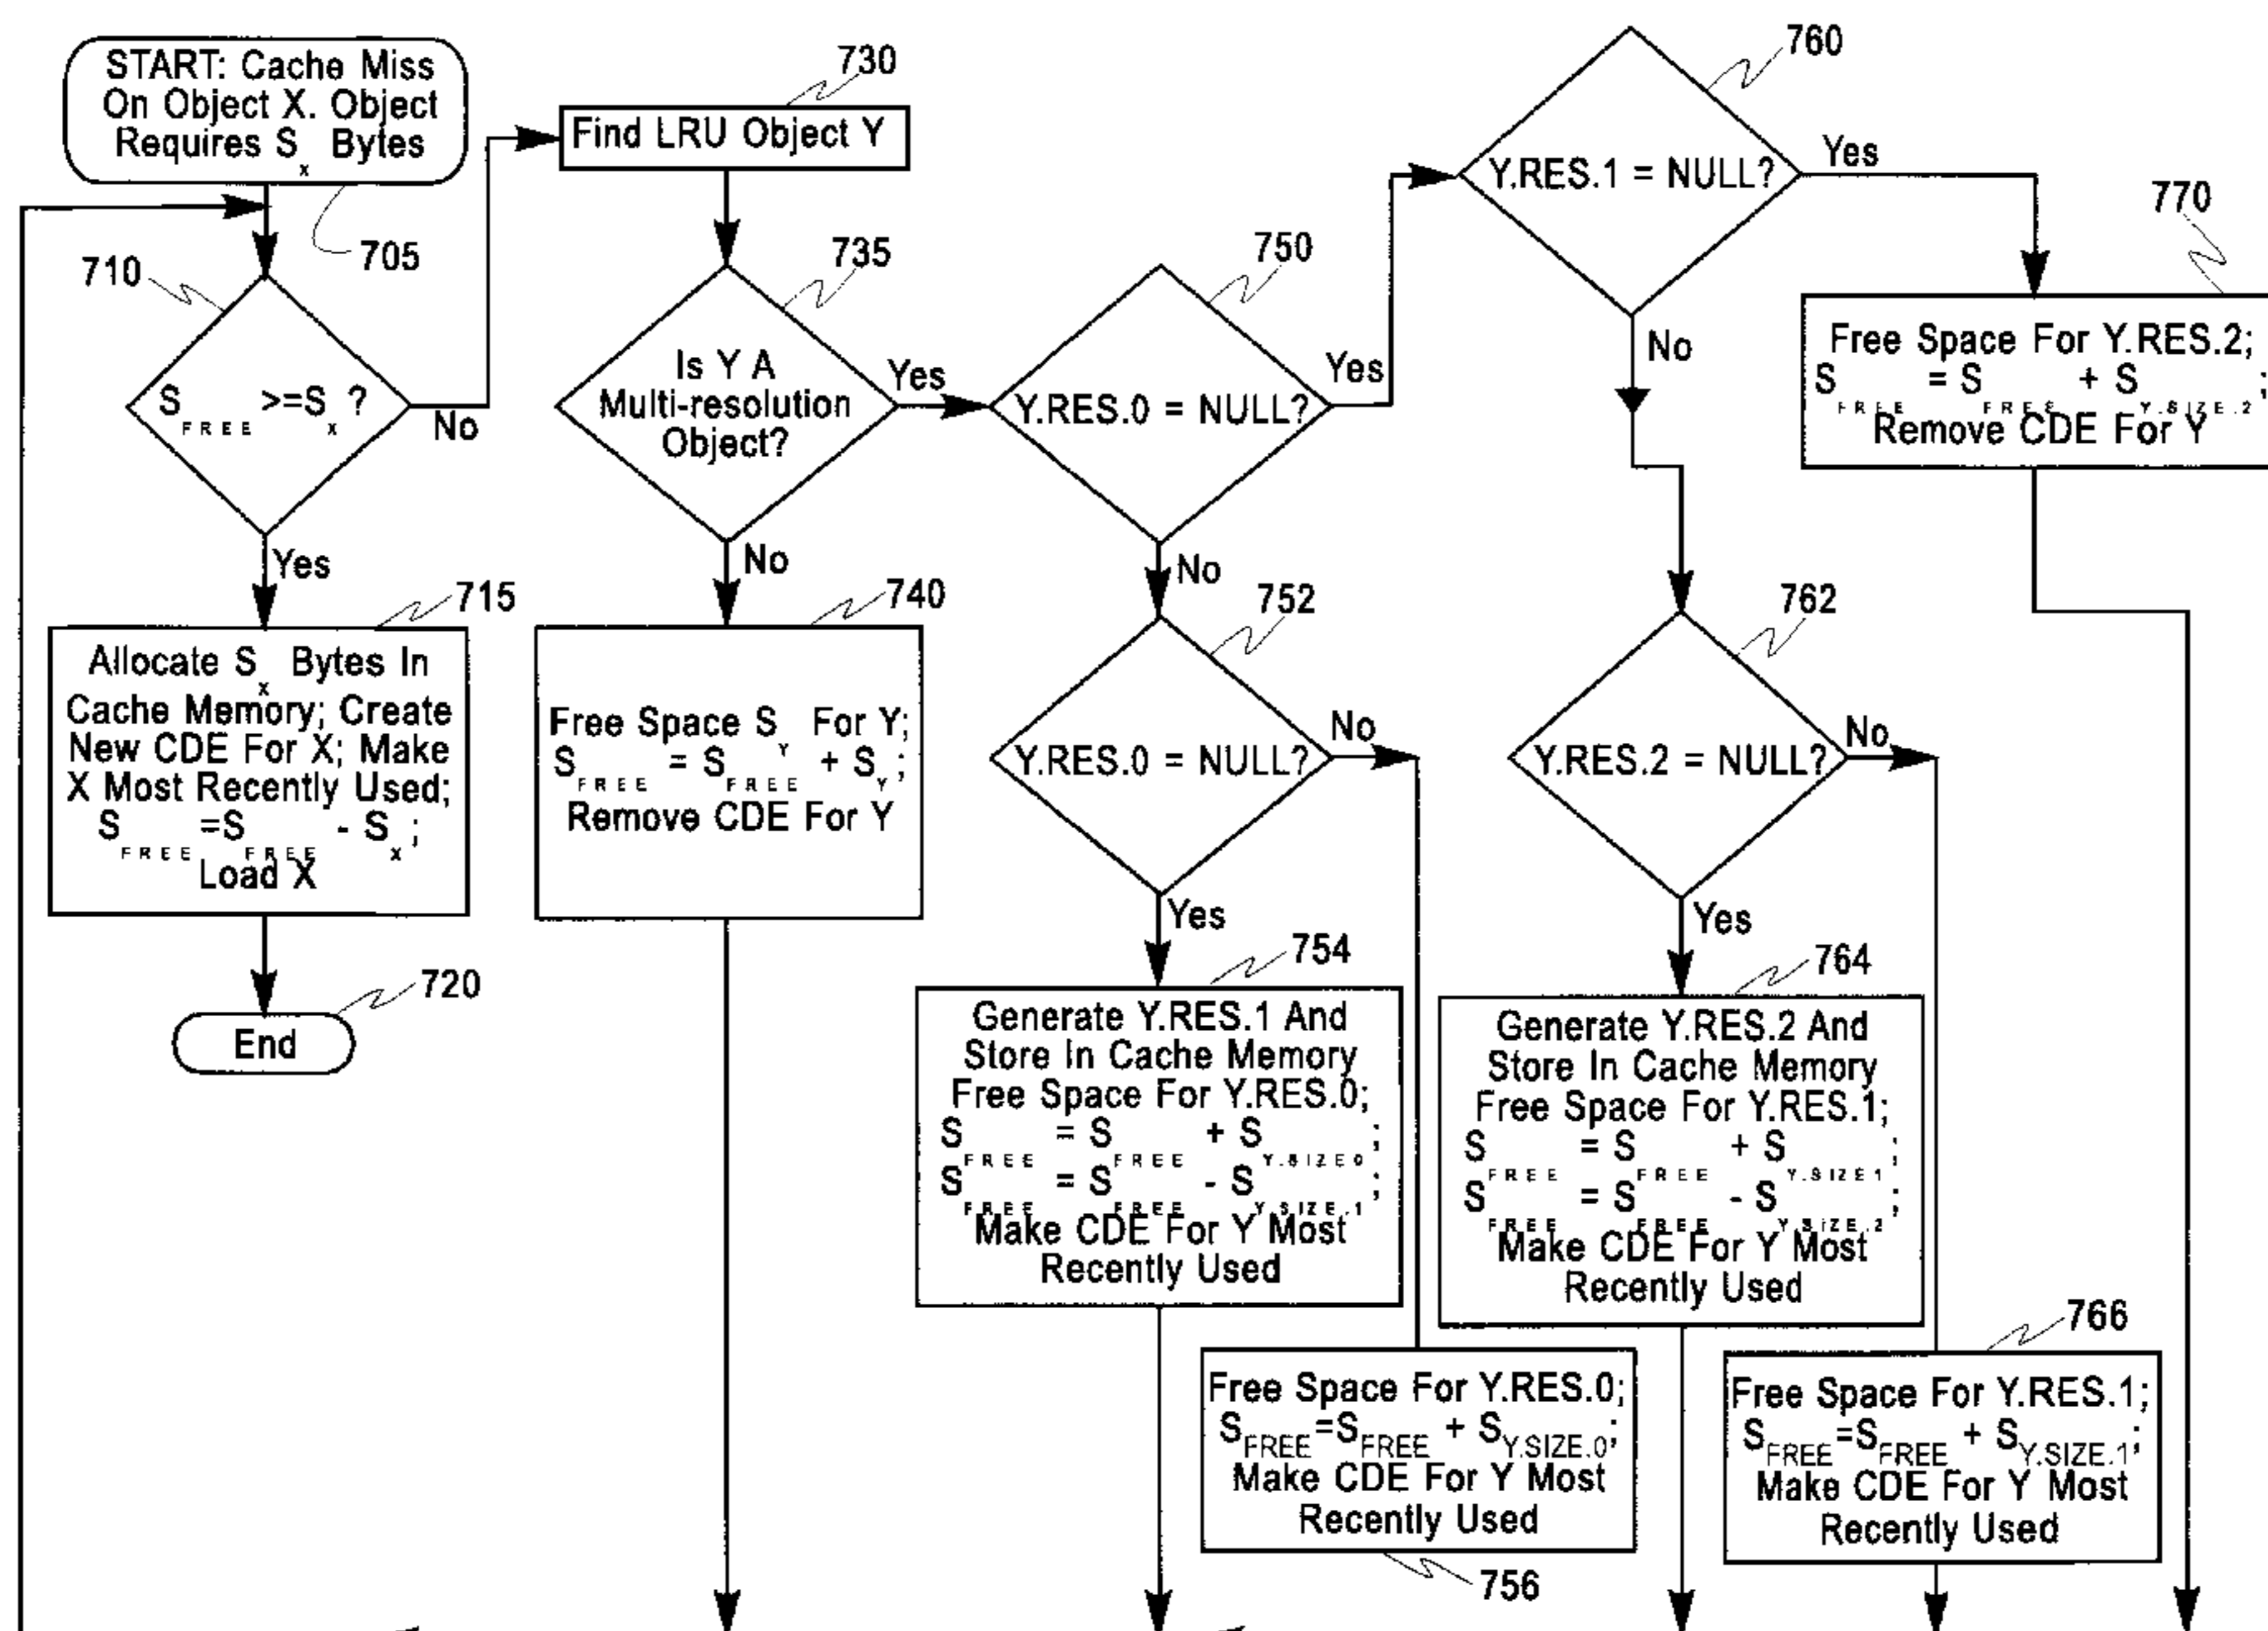 START: Cache Miss
On Object X. Object
Requires Sx Bytes
705
710
SFREE >=Sx ?
No
Yes
715
Allocate Sx Bytes In
Cache Memory; Create
New CDE For X; Make
X Most Recently Used;
SFREE =SFREE - Sx;
Load X
720
End
730
Find LRU Object Y
735
Is Y A
Multi-resolution
Object?
Yes
No
740
Free Space SY For Y;
SFREE = SFREE + SY;
Remove CDE For Y
750
Y.RES.0 = NULL?
Yes
No
752
Y.RES.0 = NULL?
No
Yes
754
Generate Y.RES.1 And
Store In Cache Memory
Free Space For Y.RES.0;
SFREE = SFREE + SY.SIZE0;
SFREE = SFREE - SY.SIZE.1;
Make CDE For Y Most
Recently Used
Free Space For Y.RES.0;
SFREE=SFREE + SY.SIZE.0;
Make CDE For Y Most
Recently Used
756
760
Y.RES.1 = NULL?
Yes
No
770
Free Space For Y.RES.2;
SFREE = SFREE + SY.SIZE.2;
Remove CDE For Y
762
Y.RES.2 = NULL?
No
Yes
764
Generate Y.RES.2 And
Store In Cache Memory
Free Space For Y.RES.1;
SFREE = SFREE + SY.SIZE1;
SFREE = SFREE - SY.SIZE.2;
Make CDE For Y Most
Recently Used
766
Free Space For Y.RES.1;
SFREE=SFREE + SY.SIZE.1;
Make CDE For Y Most
Recently Used